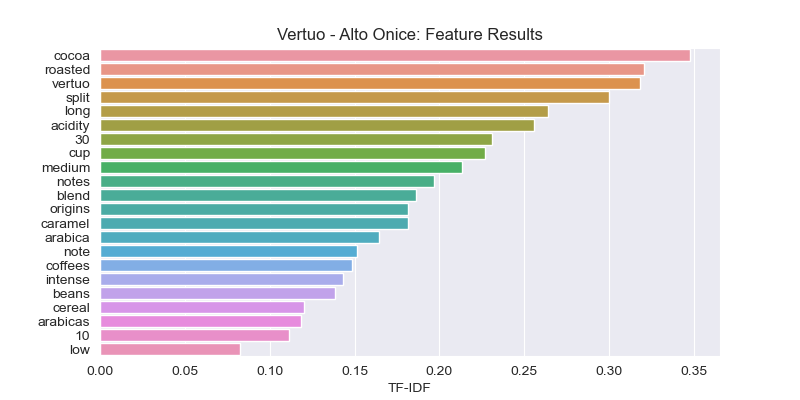 Vertuo - Alto Onice: Feature Results
cocoa
roasted
vertuo
split
long
acidity
30
cup
medium
notes
blend
origins
caramel
arabica
note
coffees
intense
beans
cereal
arabicas
10
low
0.00 0.05 0.10 0.15 0.20 0.25 0.30 0.35
TF-IDF